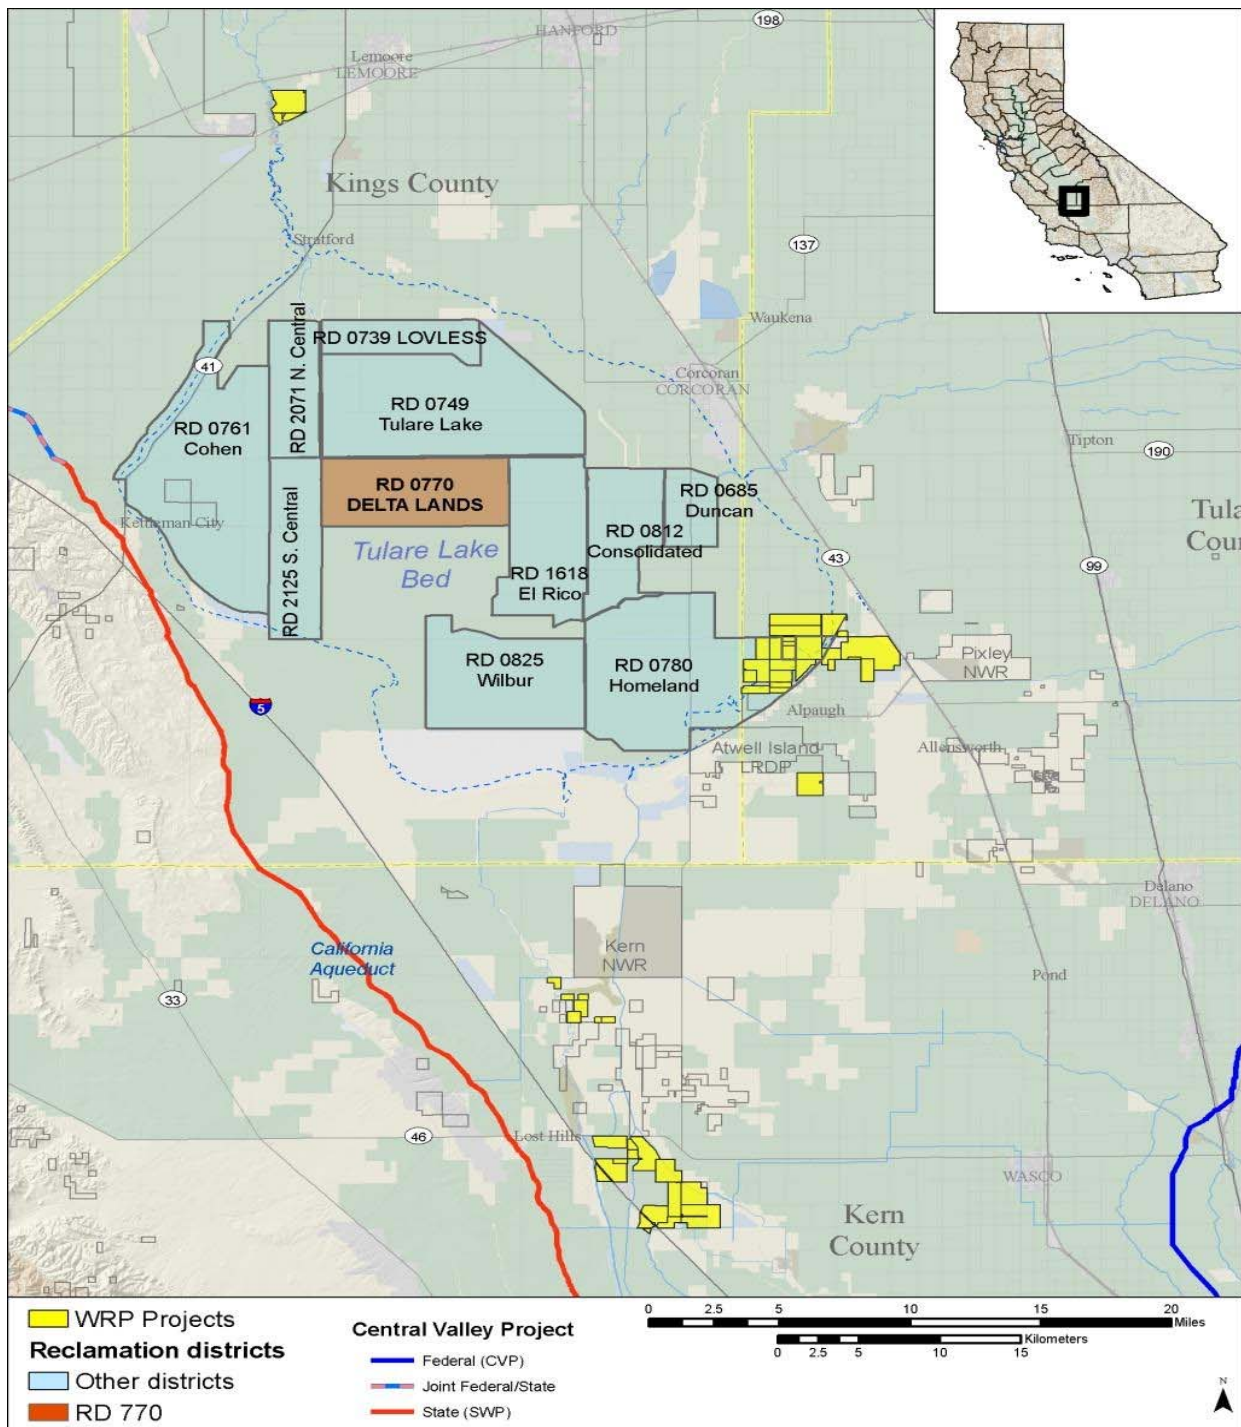 198
HANFORD
Lemoore
LEMOORE
Kings County
Stratford
137
Waukena
RD 0739 LOVLESS
RD 2071 N. Central
41
Corcoran
CORCORAN
RD 0749
Tulare Lake
RD 0761
Cohen
Tipton
190
RD 0770
DELTA LANDS
RD 0685
Duncan
Kettleman City
RD 0812
Consolidated
Tula
Coun
Tulare Lake
Bed
43
99
RD 2125 S. Central
RD 1618
El Rico
RD 0825
Wilbur
RD 0780
Homeland
Pixley
NWR
5
Alpaugh
Atwell Island
LRDP
Allensworth
Delano
DELANO
California
Aqueduct
Kern
NWR
Pond
33
46
Lost Hills
WASCO
Kern
County
WRP Projects
Reclamation districts
Other districts
RD 770
Central Valley Project
Federal (CVP)
Joint Federal/State
State (SWP)
0 2.5 5 10 15 20
Miles
Kilometers
0 2.5 5 10 15
N